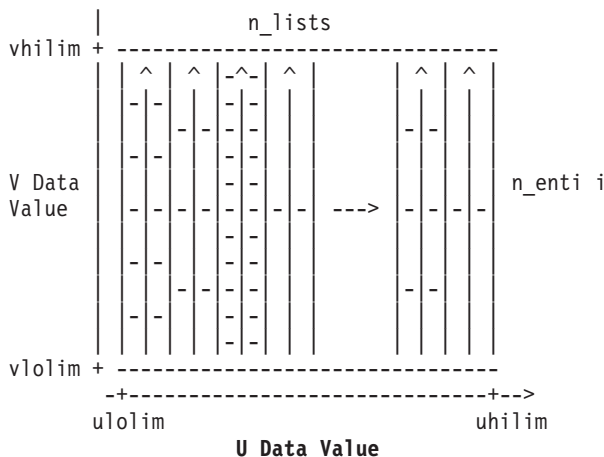 n_lists
vhilim
V Data
Value
n_enti i
vlolim
ulolim uhilim
U Data Value